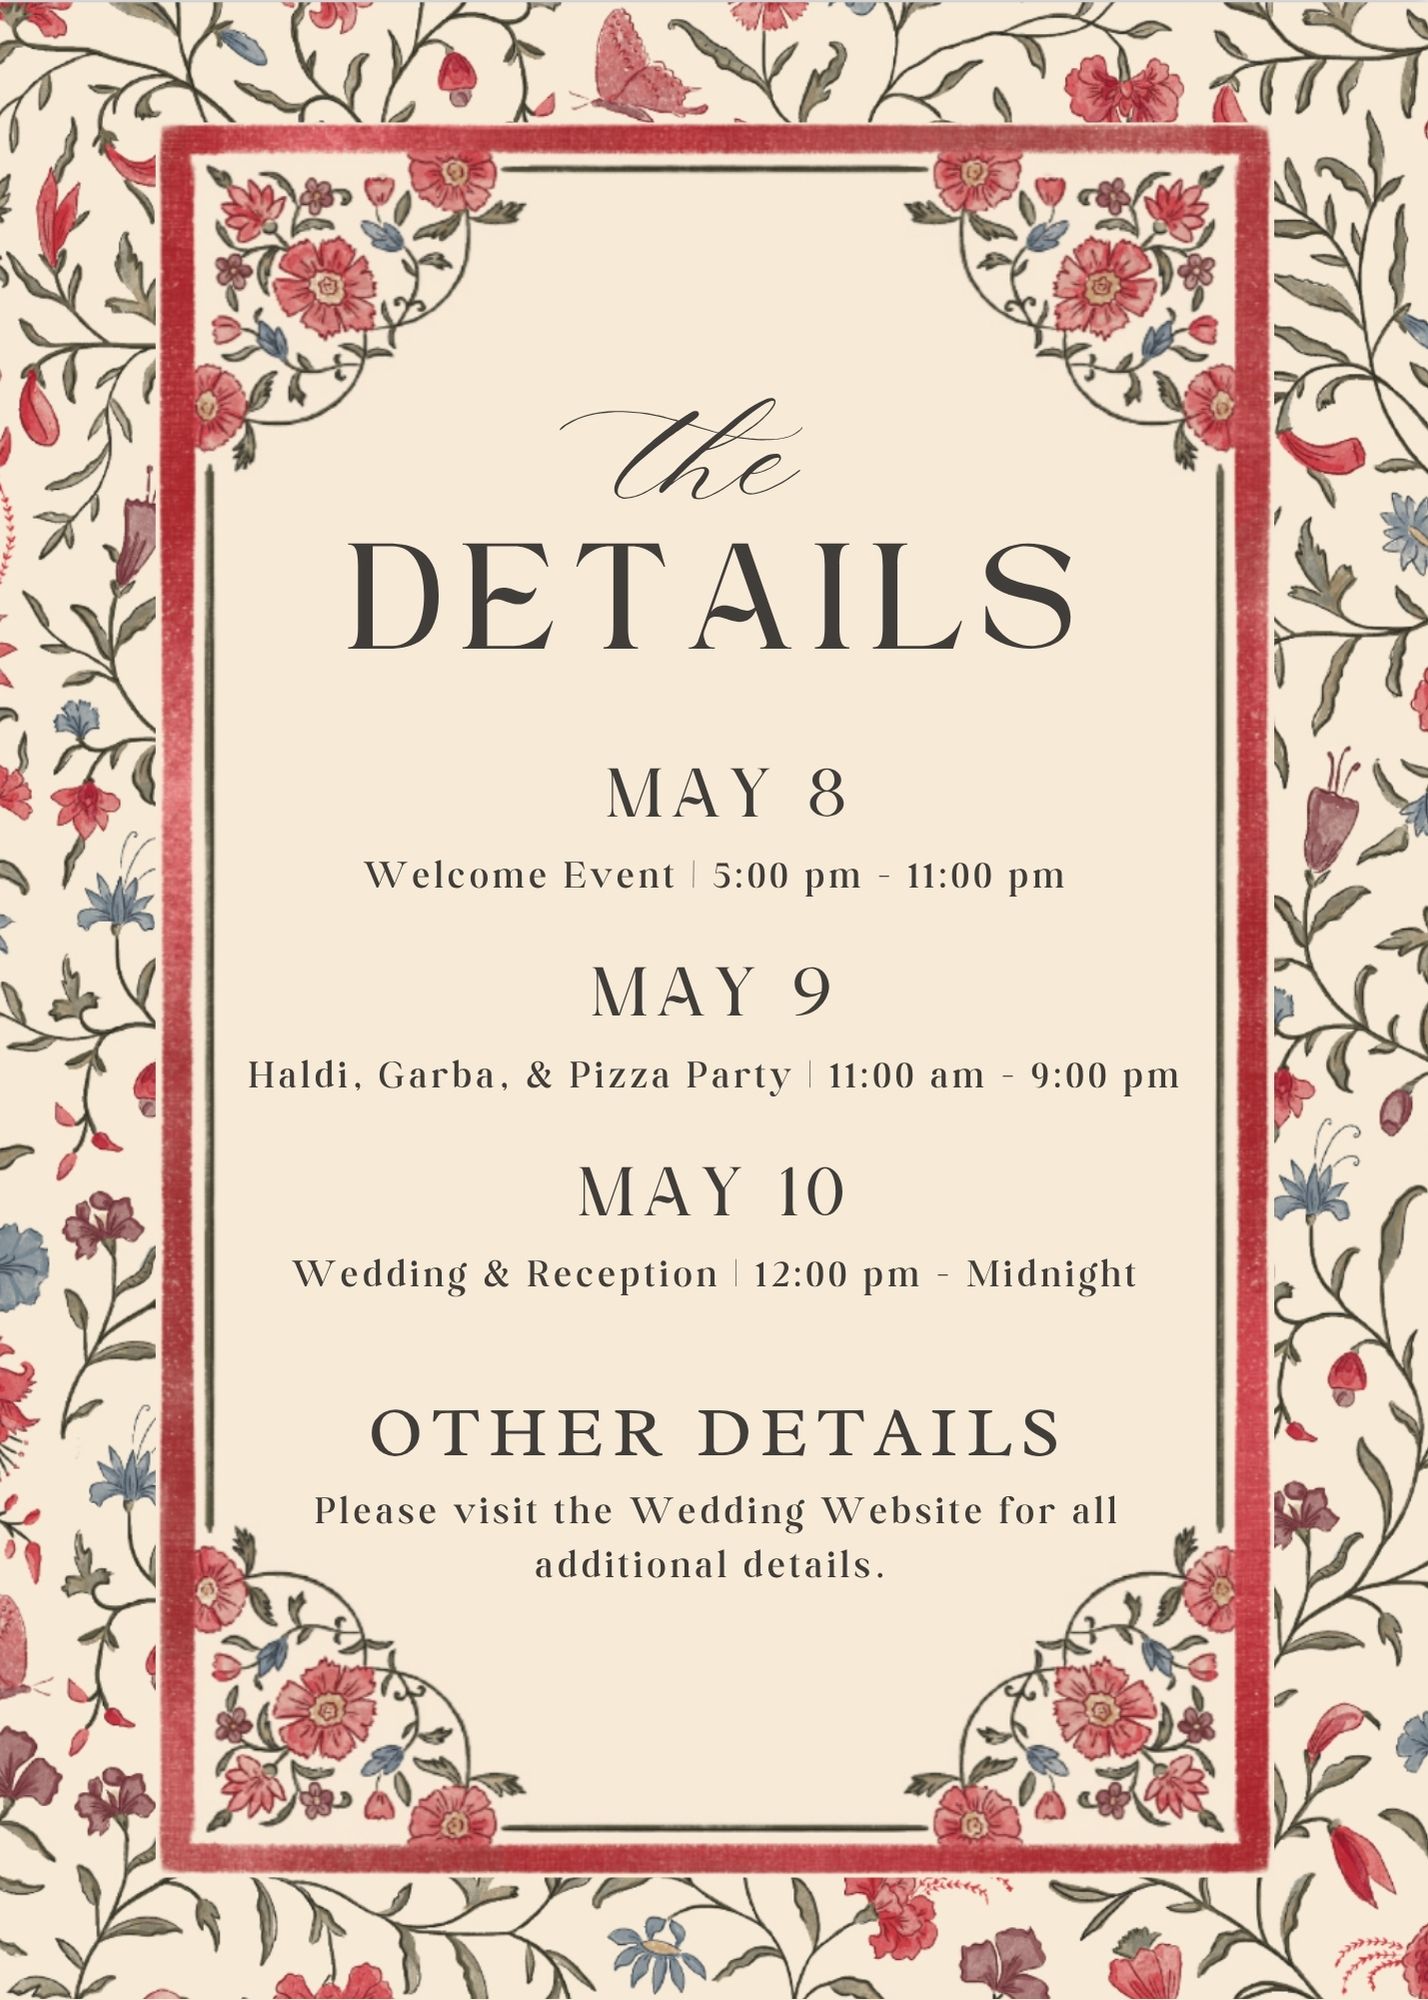 the
DETAILS
MAY 8
Welcome Event | 5:00 pm - 11:00 pm
MAY 9
Haldi, Garba, & Pizza Party | 11:00 am - 9:00 pm
MAY 10
Wedding & Reception | 12:00 pm - Midnight
OTHER DETAILS
Please visit the Wedding Website for all
additional details.